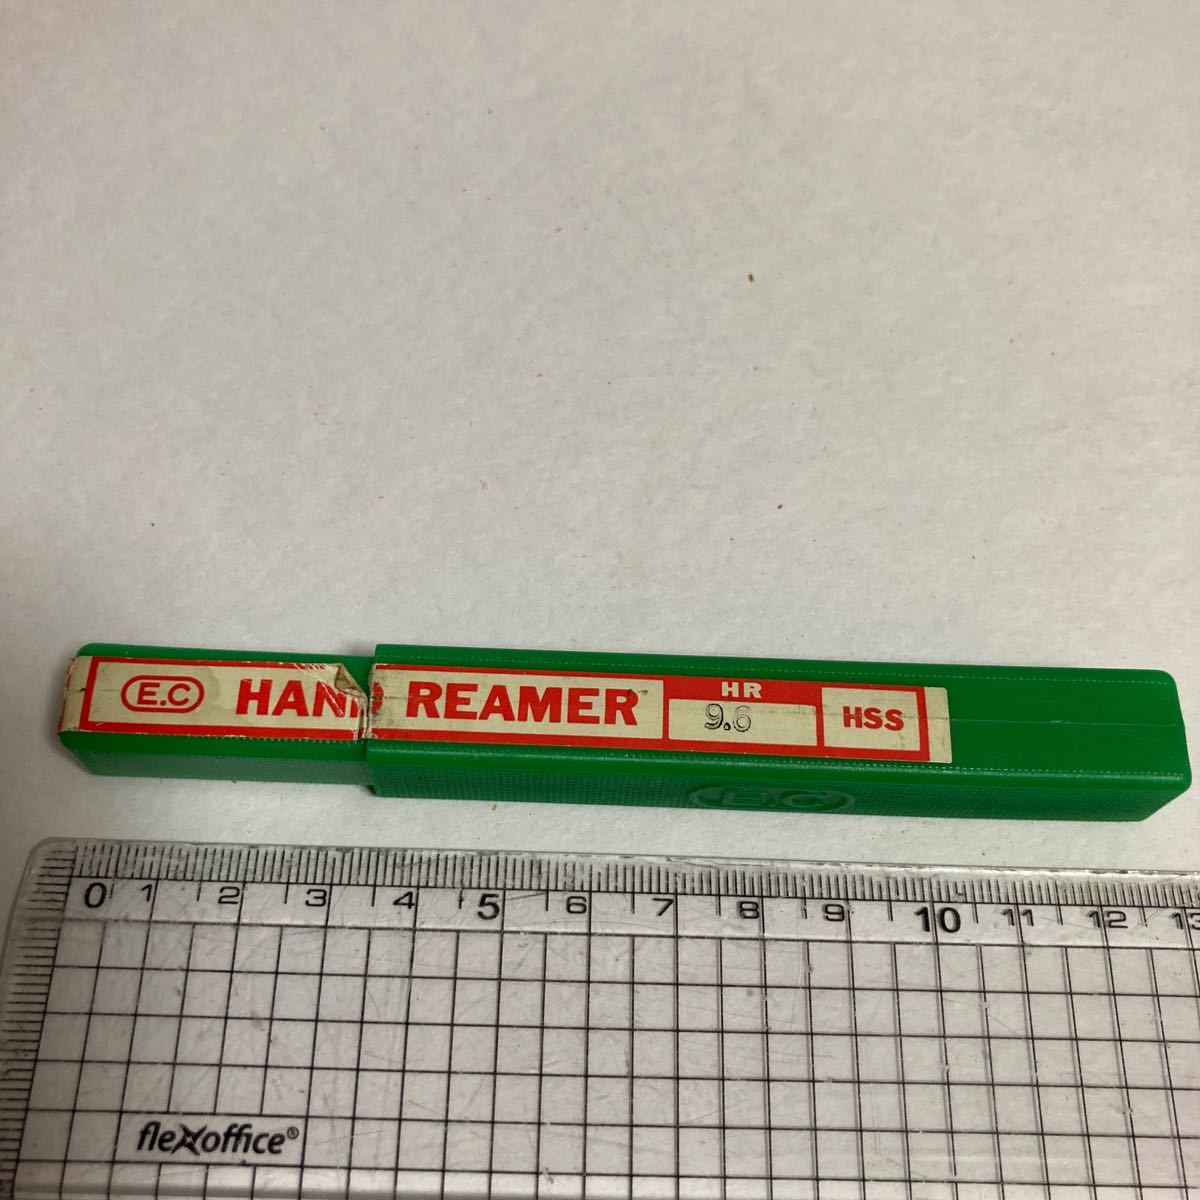 E.C HAND REAMER HR 9.6 HSS
EC
0 1 2 3 4 5 6 7 8 9 10 11 12 13
flexoffice®